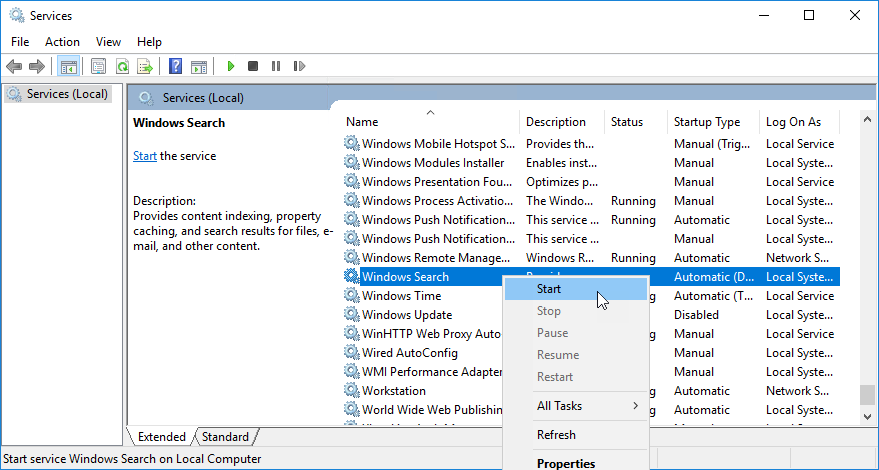 Services
File Action View Help
Services (Local)
Services (Local)
Windows Search
Start the service
Description:
Provides content indexing, property
caching, and search results for files, e-
mail, and other content.
Name Description Status Startup Type Log On As
Windows Mobile Hotspot S... Provides th... Manual (Trig... Local Service
Windows Modules Installer Enables inst... Manual Local Syste...
Windows Presentation Fou... Optimizes p... Manual Local Service
Windows Process Activatio... The Windo... Running Manual Local Syste...
Windows Push Notification... This service ... Running Automatic Local Syste...
Windows Push Notification... This service ... Manual Local Syste...
Windows Remote Manage... Windows R... Running Automatic Network S...
Windows Search Automatic (D... Local Syste...
Windows Time Automatic (T... Local Service
Windows Update Disabled Local Syste...
WinHTTP Web Proxy Auto Manual Local Service
Wired AutoConfig Manual Local Syste...
WMI Performance Adapter Manual Local Syste...
Workstation Automatic Network S...
World Wide Web Publishin Automatic Local Syste...
Start
Stop
Pause
Resume
Restart
All Tasks
Refresh
Properties
Extended Standard
Start service Windows Search on Local Computer